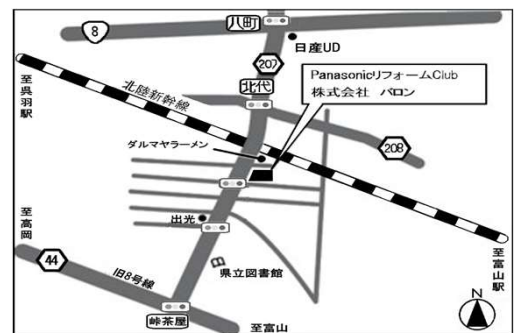 八町
8
日産UD
207
PanasonicリフォームClub
株式会社 バロン
至呉羽駅
北陸新幹線
北代
ダルマヤラーメン
208
至高岡
出光
至富山駅
44
旧8号線
県立図書館
峠茶屋
至富山
N